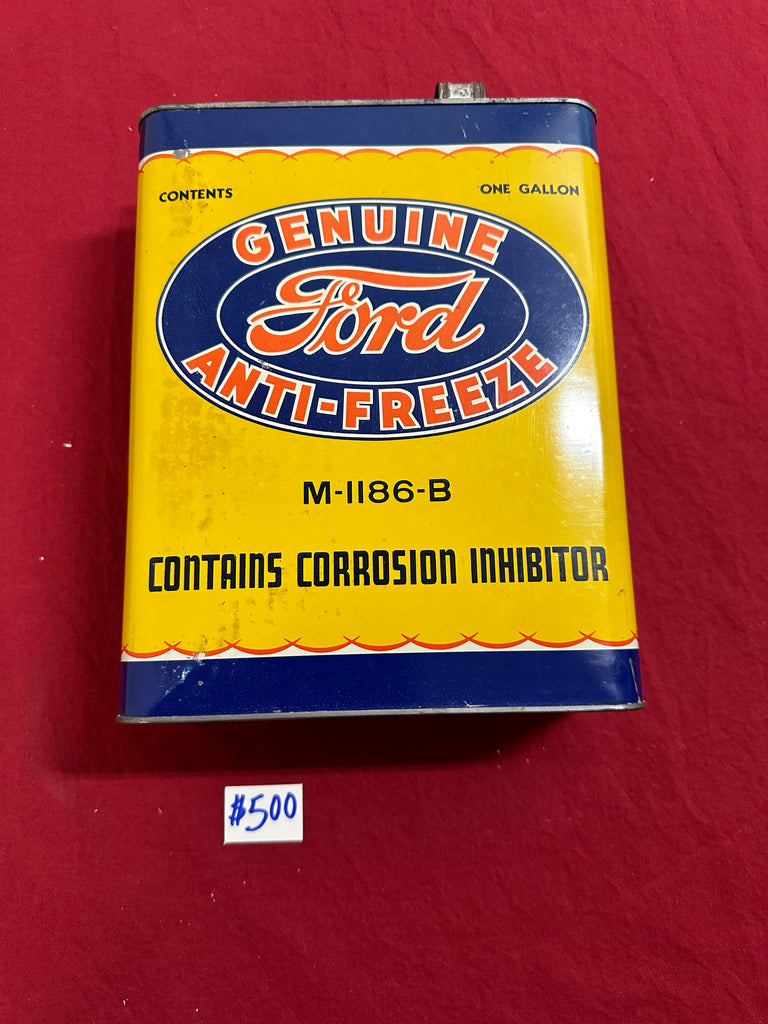 CONTENTS ONE GALLON
GENUINE
Ford
ANTI-FREEZE
M-1186-B
CONTAINS CORROSION INHIBITOR
$500